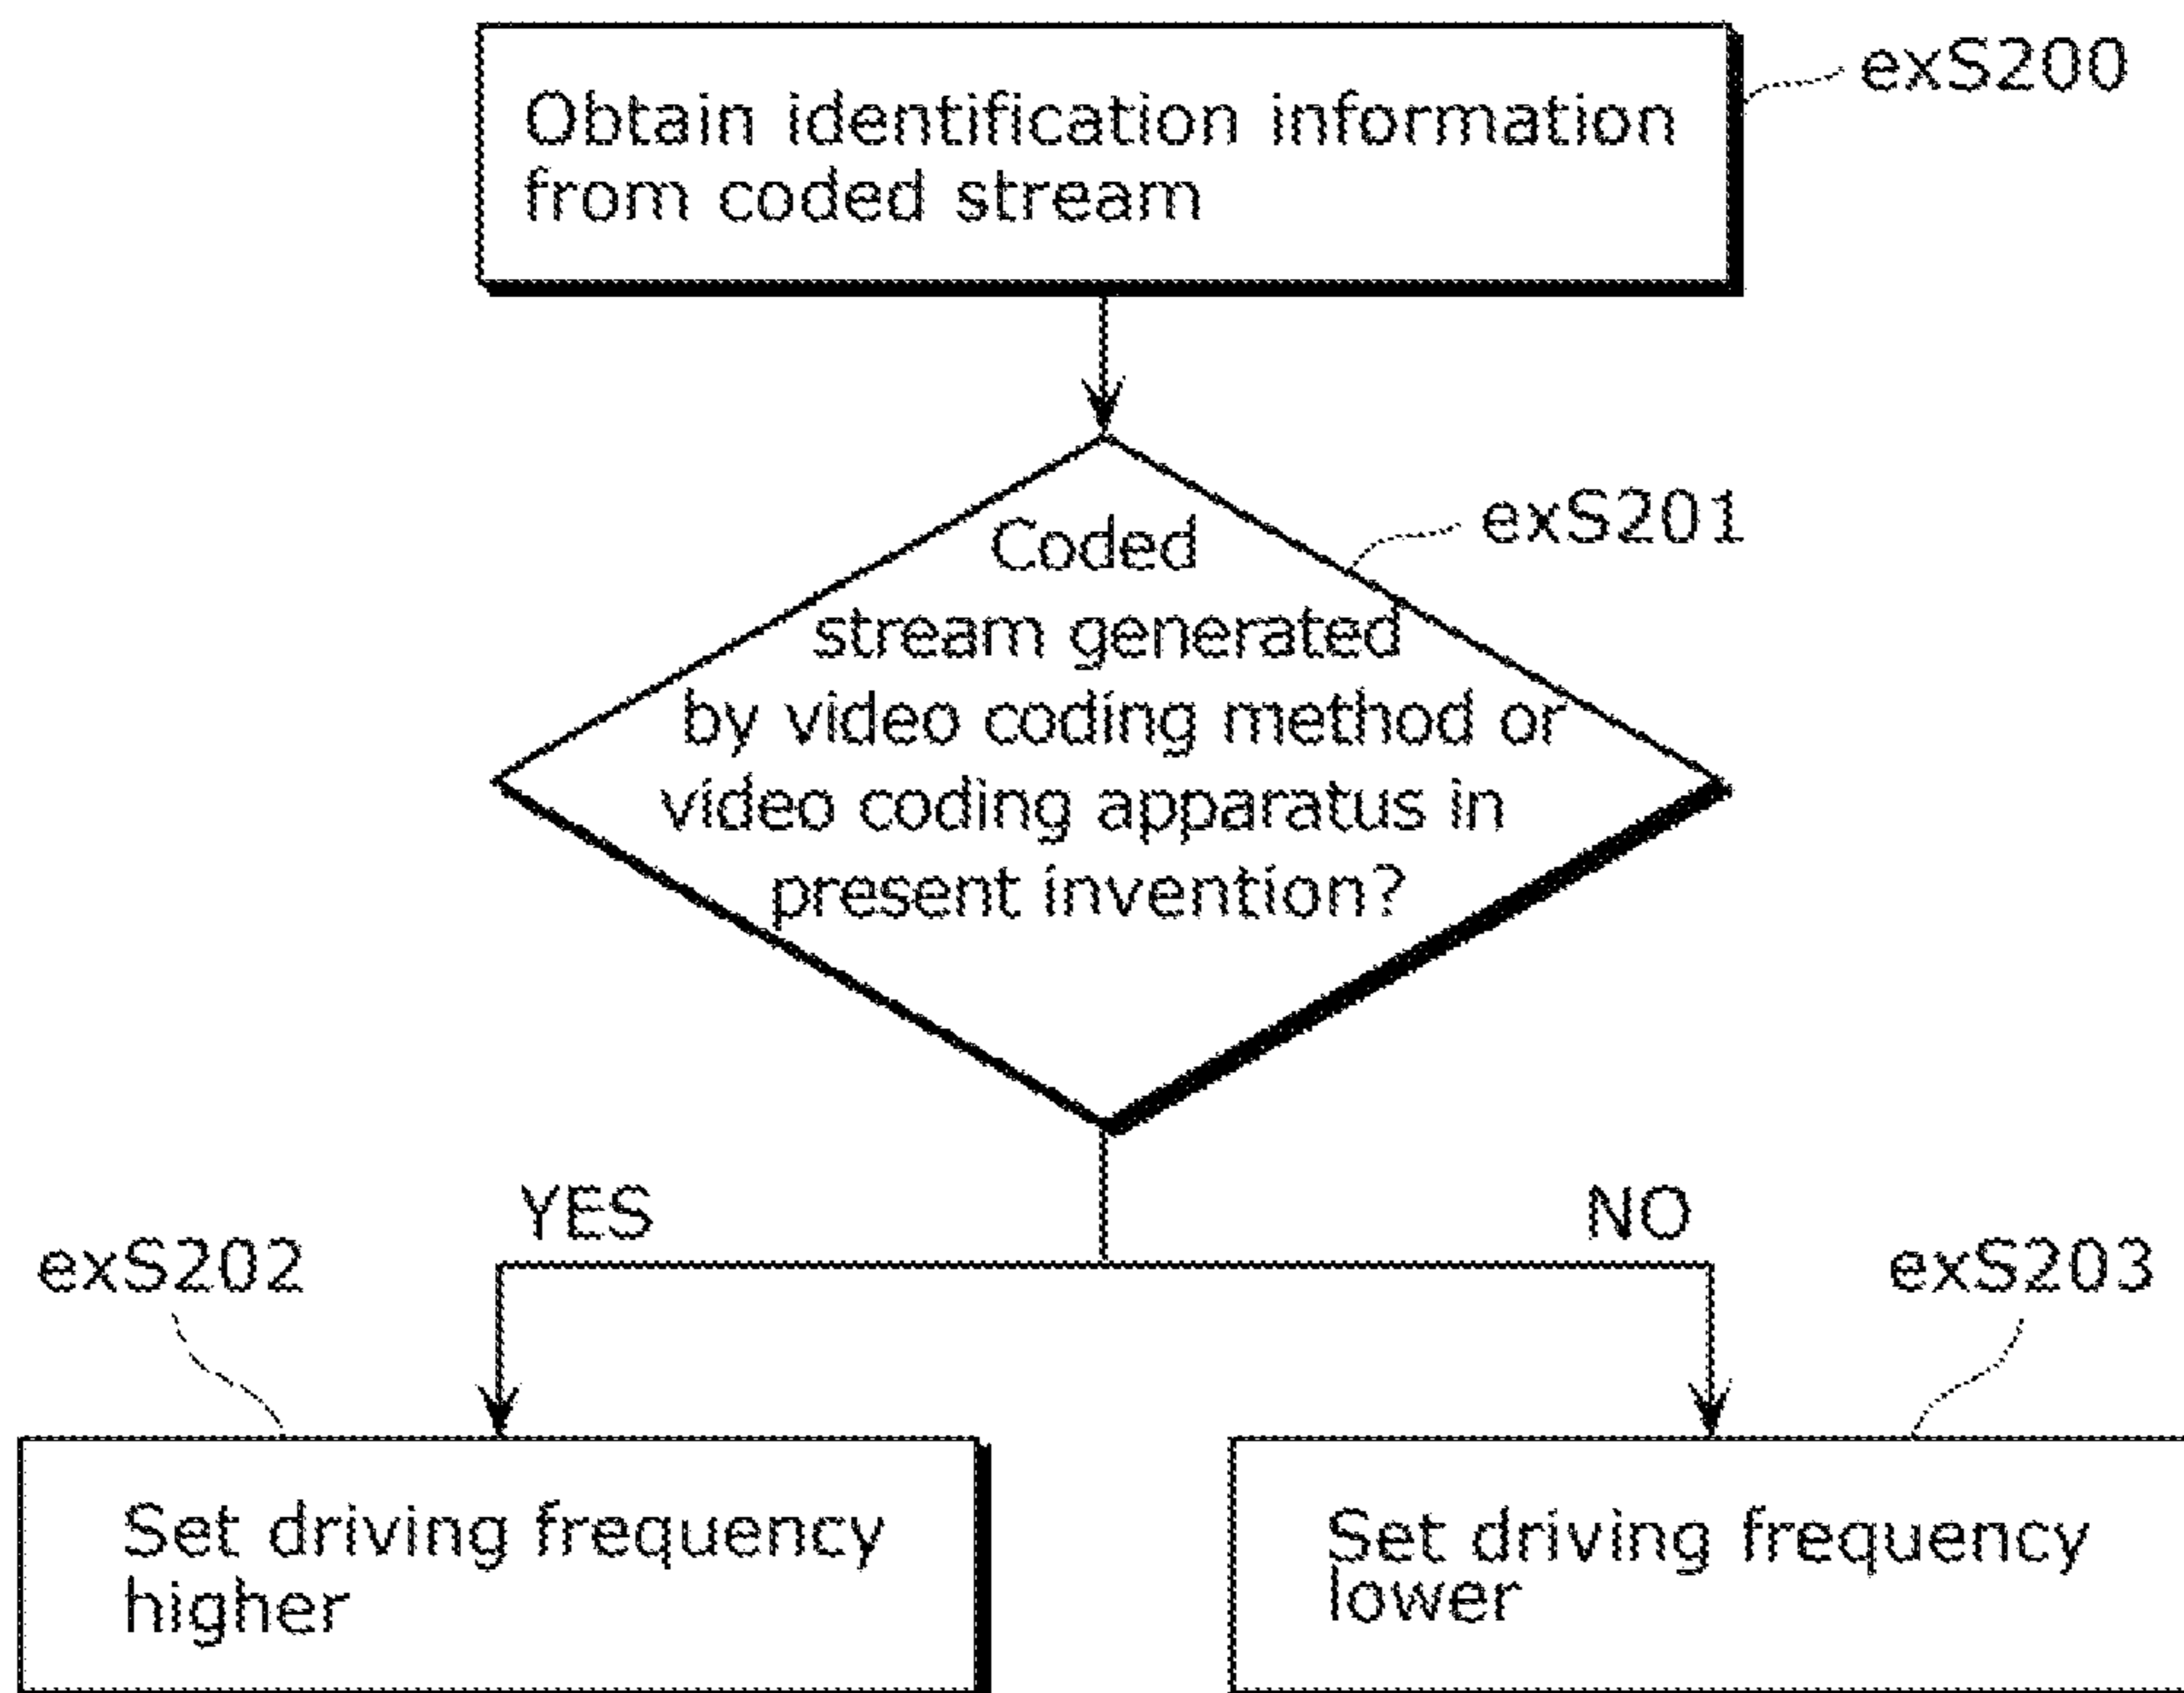 Obtain identification information
from coded stream
exS200
Coded
stream generated
by video coding method or
video coding apparatus in
present invention?
exS201
YES
NO
exS202
exS203
Set driving frequency
higher
Set driving frequency
lower